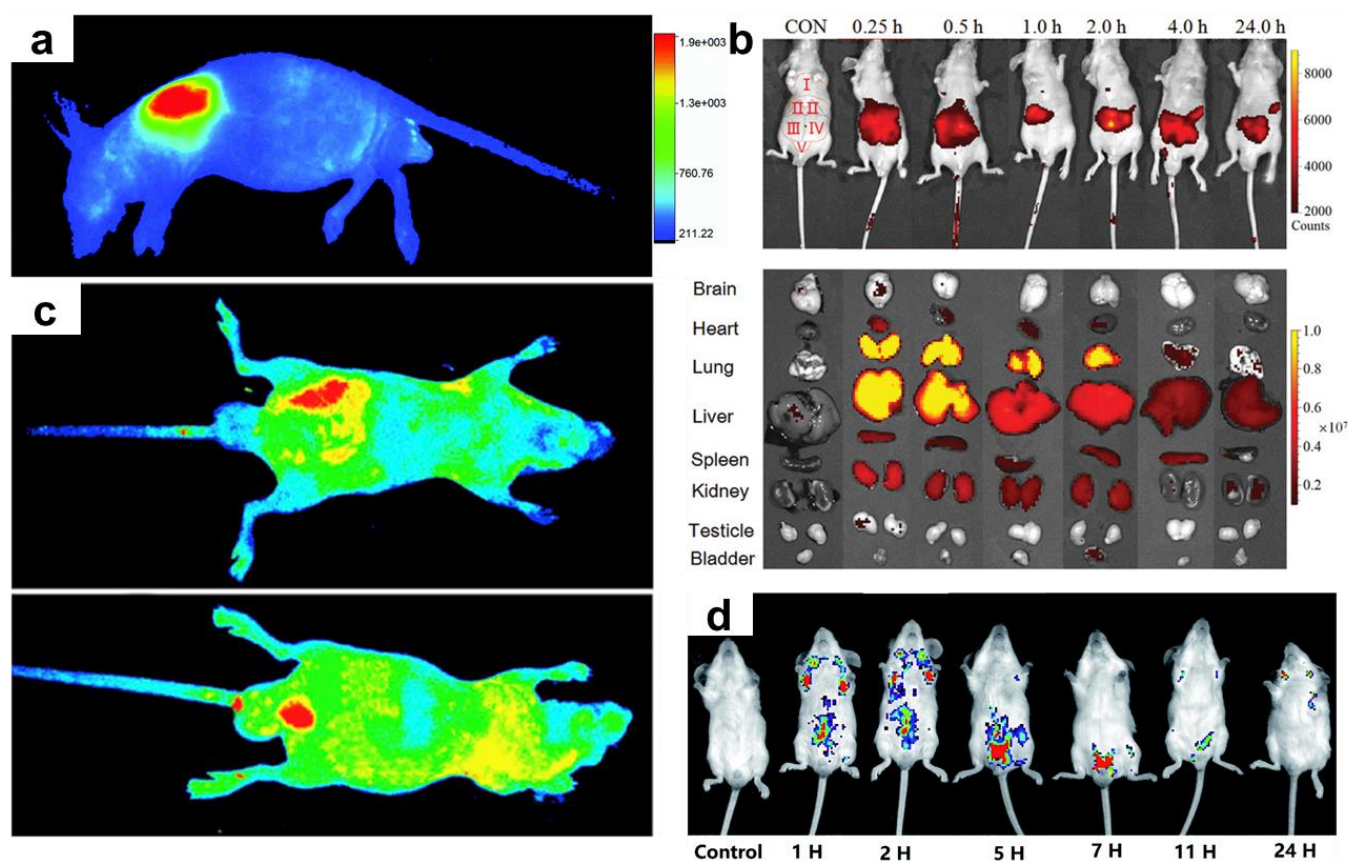 a
1.9e+003
1.3e+003
760.76
211.22
b
CON 0.25 h 0.5 h 1.0 h 2.0 h 4.0 h 24.0 h
I
II II
III IV
V
8000
6000
4000
2000
Counts
Brain
Heart
Lung
Liver
Spleen
Kidney
Testicle
Bladder
1.0
0.8
0.6
×10⁷
0.4
0.2
c
d
Control 1 H 2 H 5 H 7 H 11 H 24 H